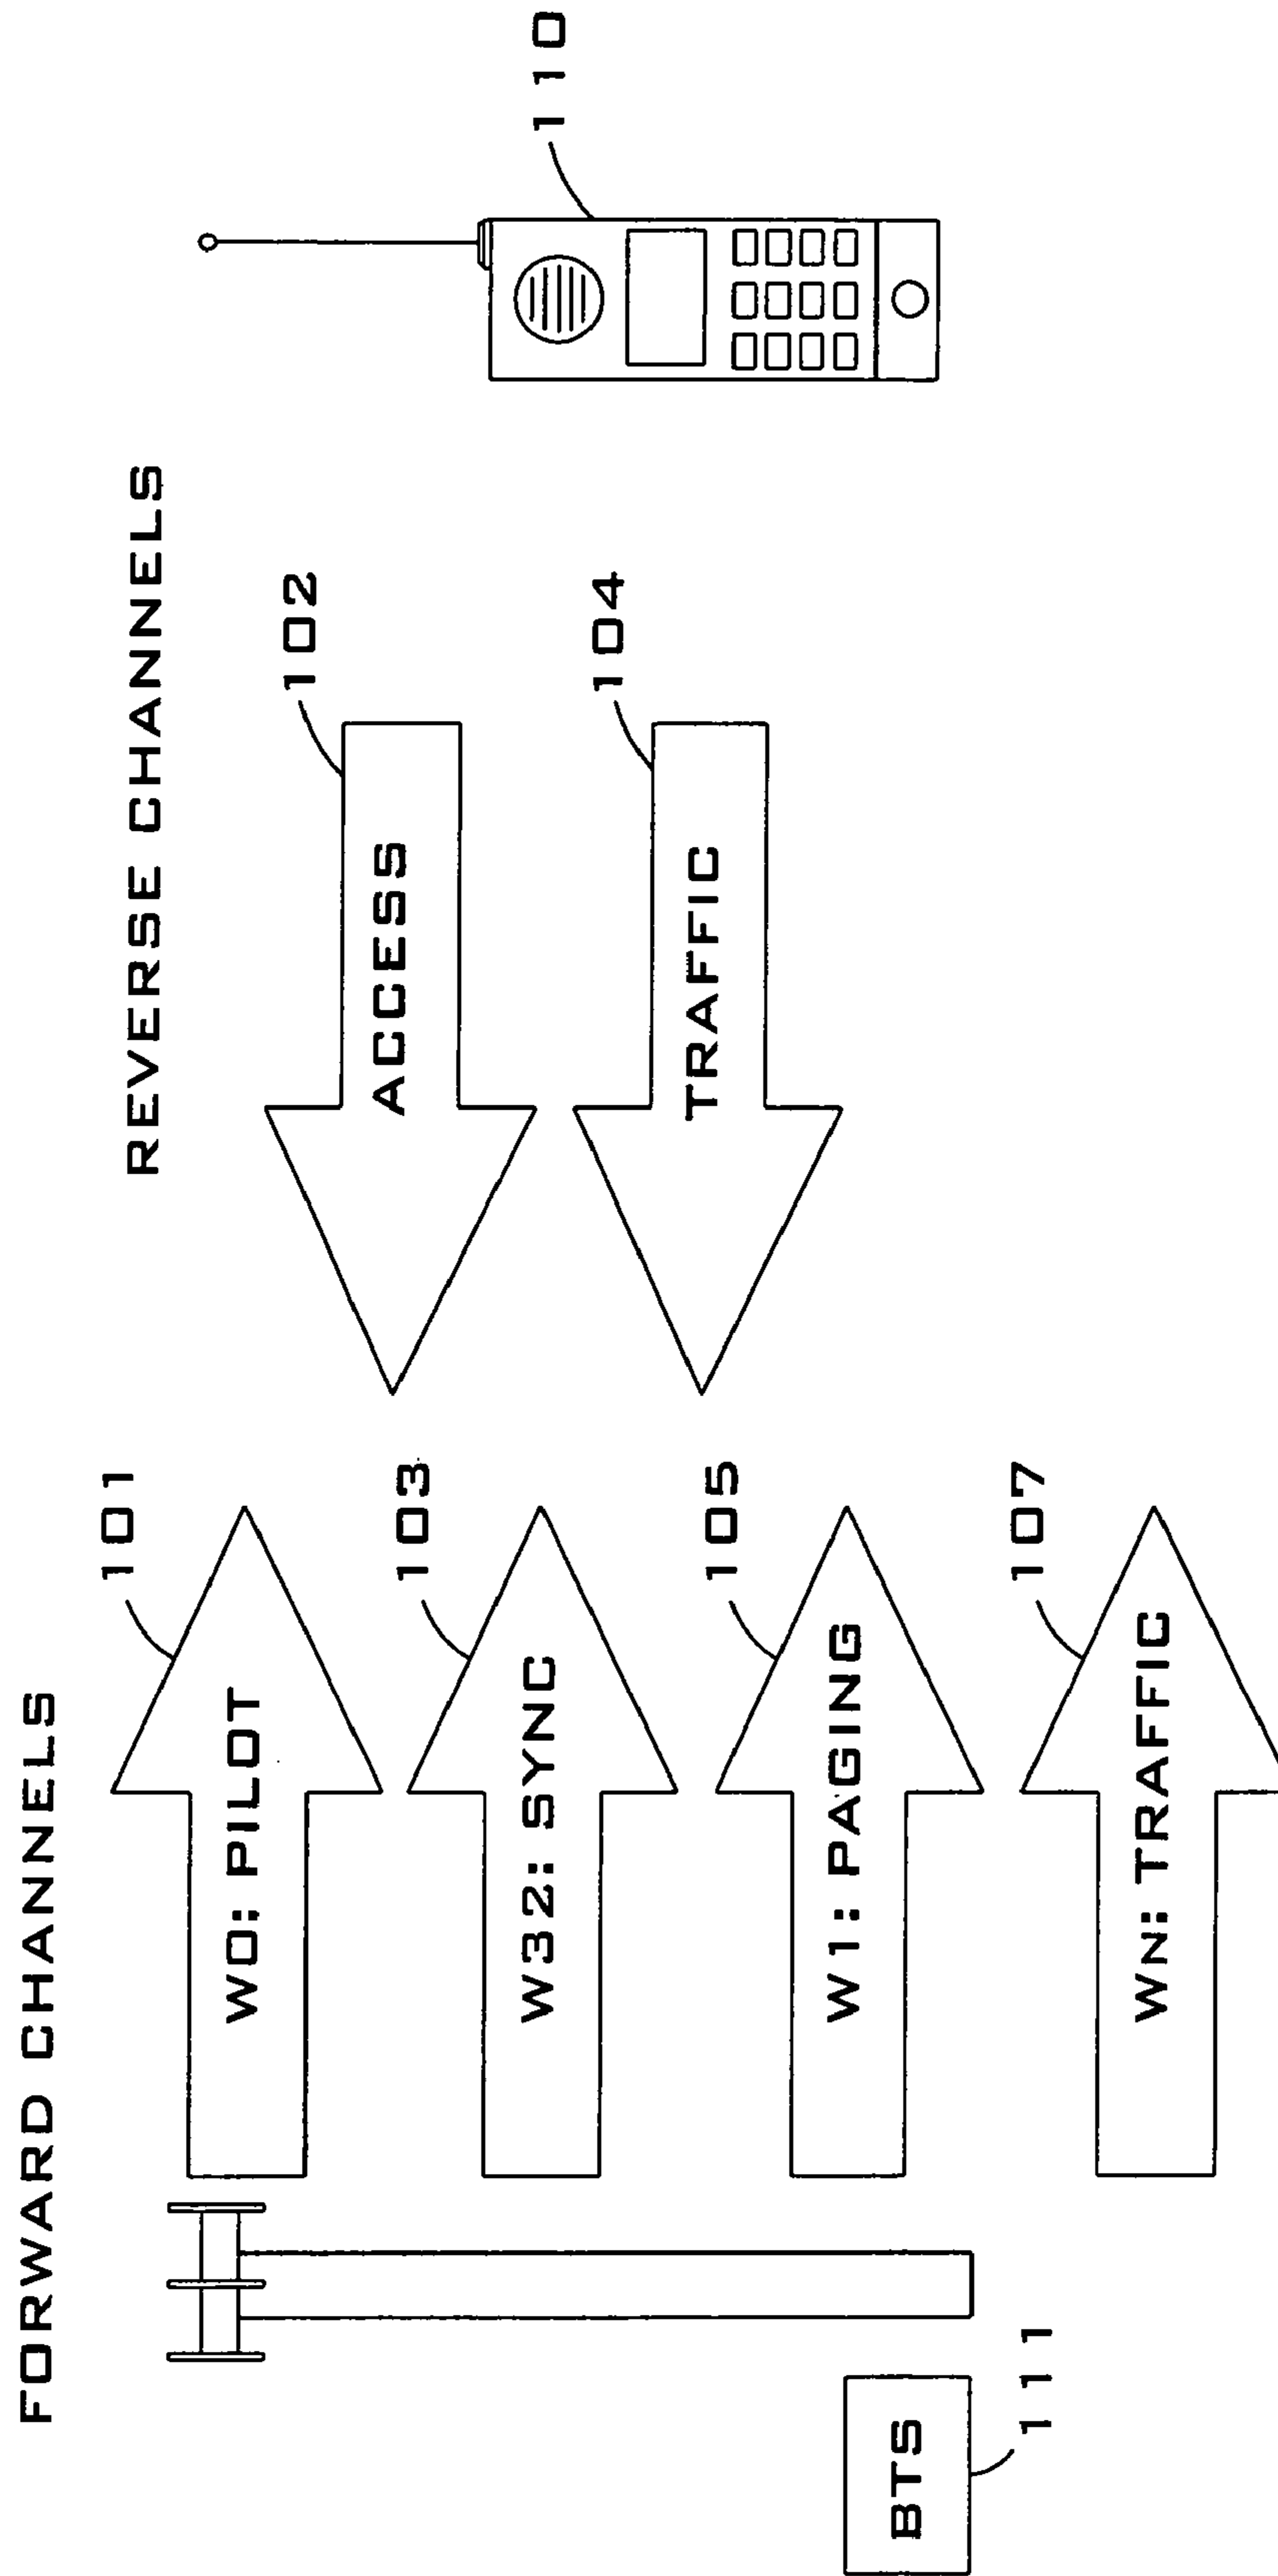 FORWARD CHANNELS
REVERSE CHANNELS
101
W0: PILOT
102
ACCESS
103
W32: SYNC
104
TRAFFIC
105
W1: PAGING
107
WN: TRAFFIC
110
BTS
111